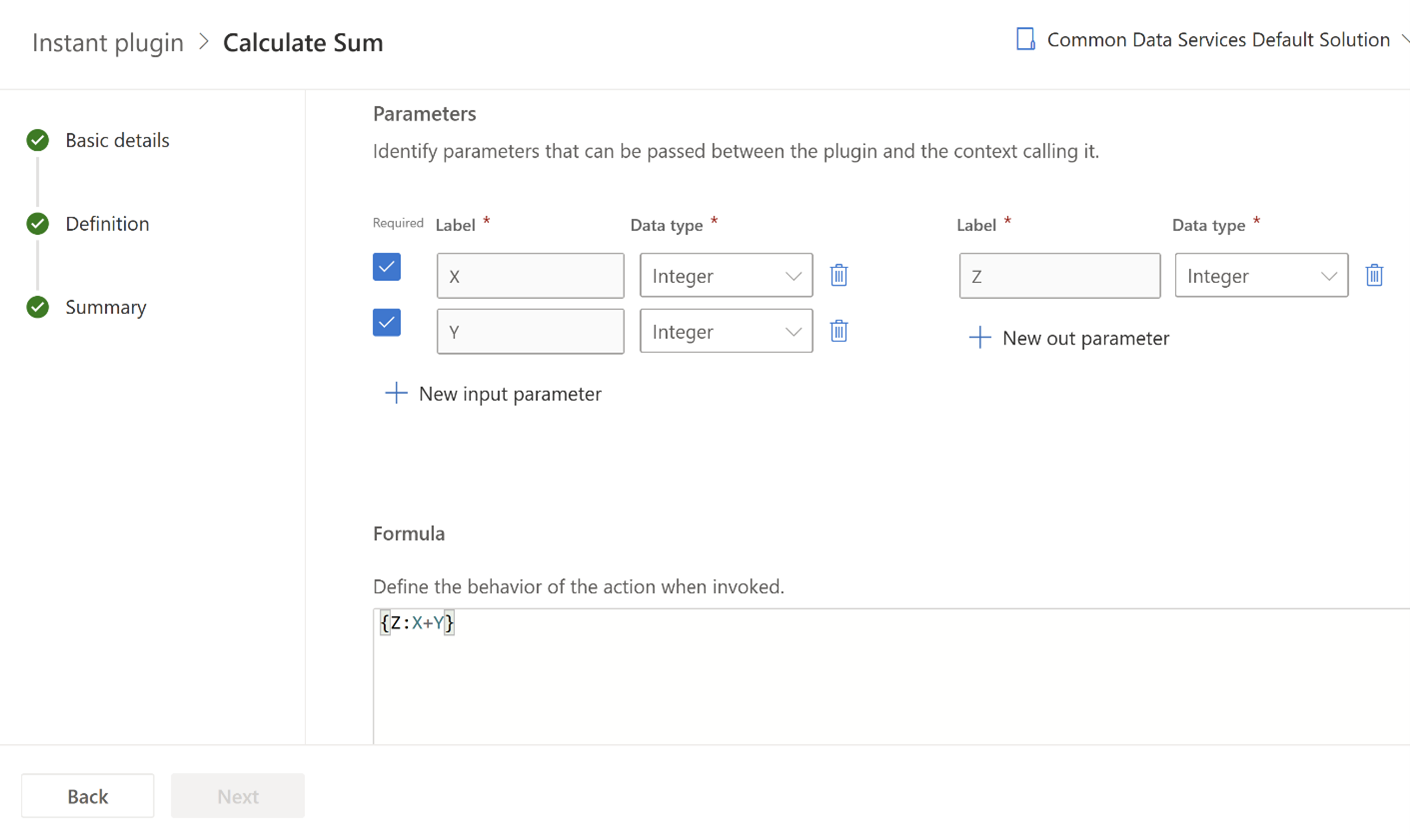 Instant plugin > Calculate Sum
Common Data Services Default Solution
Basic details
Definition
Summary
Parameters
Identify parameters that can be passed between the plugin and the context calling it.
Required Label * Data type * Label * Data type *
X Integer Z Integer
Y Integer
+ New out parameter
+ New input parameter
Formula
Define the behavior of the action when invoked.
{Z:X+Y}
Back Next